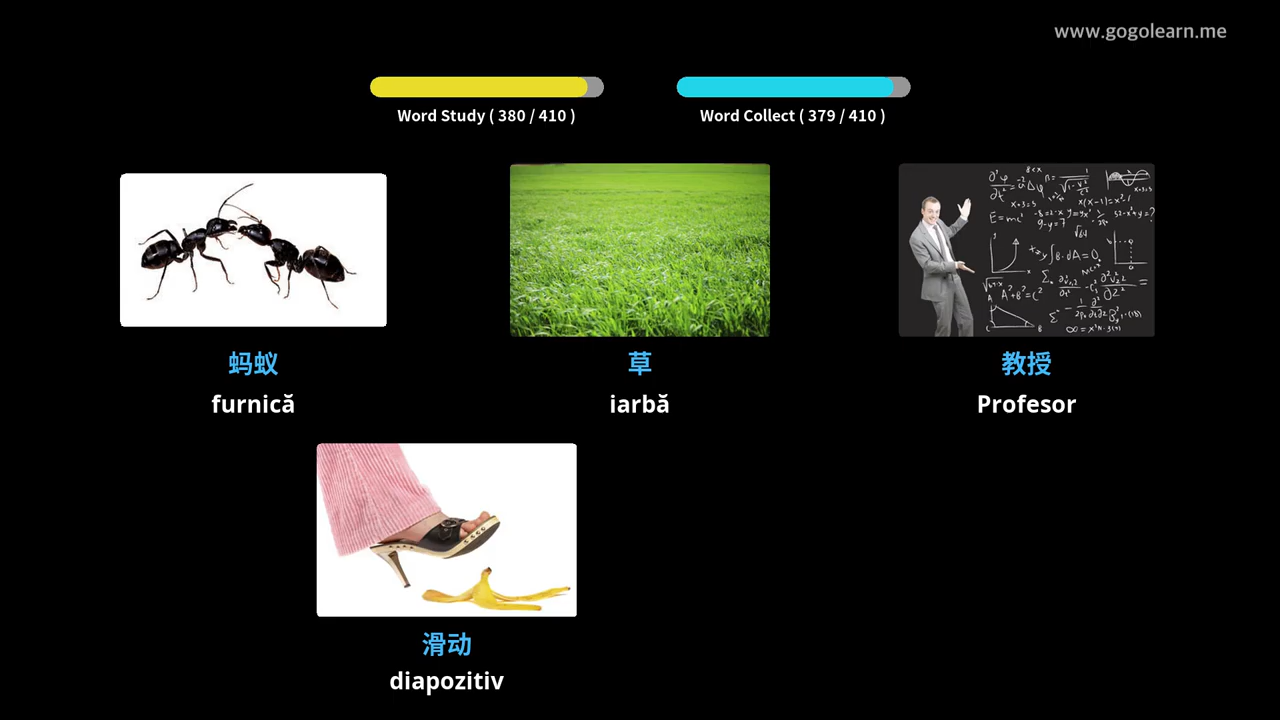 www.gogolearn.me
Word Study ( 380 / 410 )
Word Collect ( 379 / 410 )
蚂蚁
furnică
草
iarbă
教授
Profesor
滑动
diapozitiv